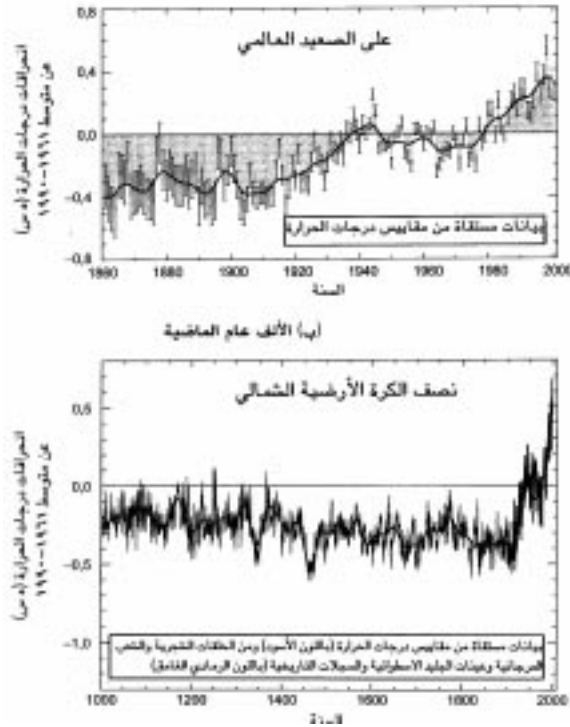 على الصعيد العالمي
انحرافات درجات الحرارة (°س)
عن متوسط ١٩٦١-١٩٩٠
0,8
0,4
0,0
-0,4
-0,8
بيانات مستقاة من مقاييس درجات الحرارة
1860 1880 1900 1920 1940 1960 1980 2000
السنة
(ب) الألف عام الماضية
نصف الكرة الأرضية الشمالي
انحرافات درجات الحرارة (°س)
عن متوسط ١٩٦١-١٩٩٠
0,5
0,0
-0,5
-1,0
بيانات مستقاة من مقاييس درجات الحرارة (باللون الأسود) ومن الحلقات الشجرية والشعب
المرجانية وعينات الجليد الاسطوانية والسجلات التاريخية (باللون الرمادي الغامق)
1000 1200 1400 1600 1800 2000
السنة